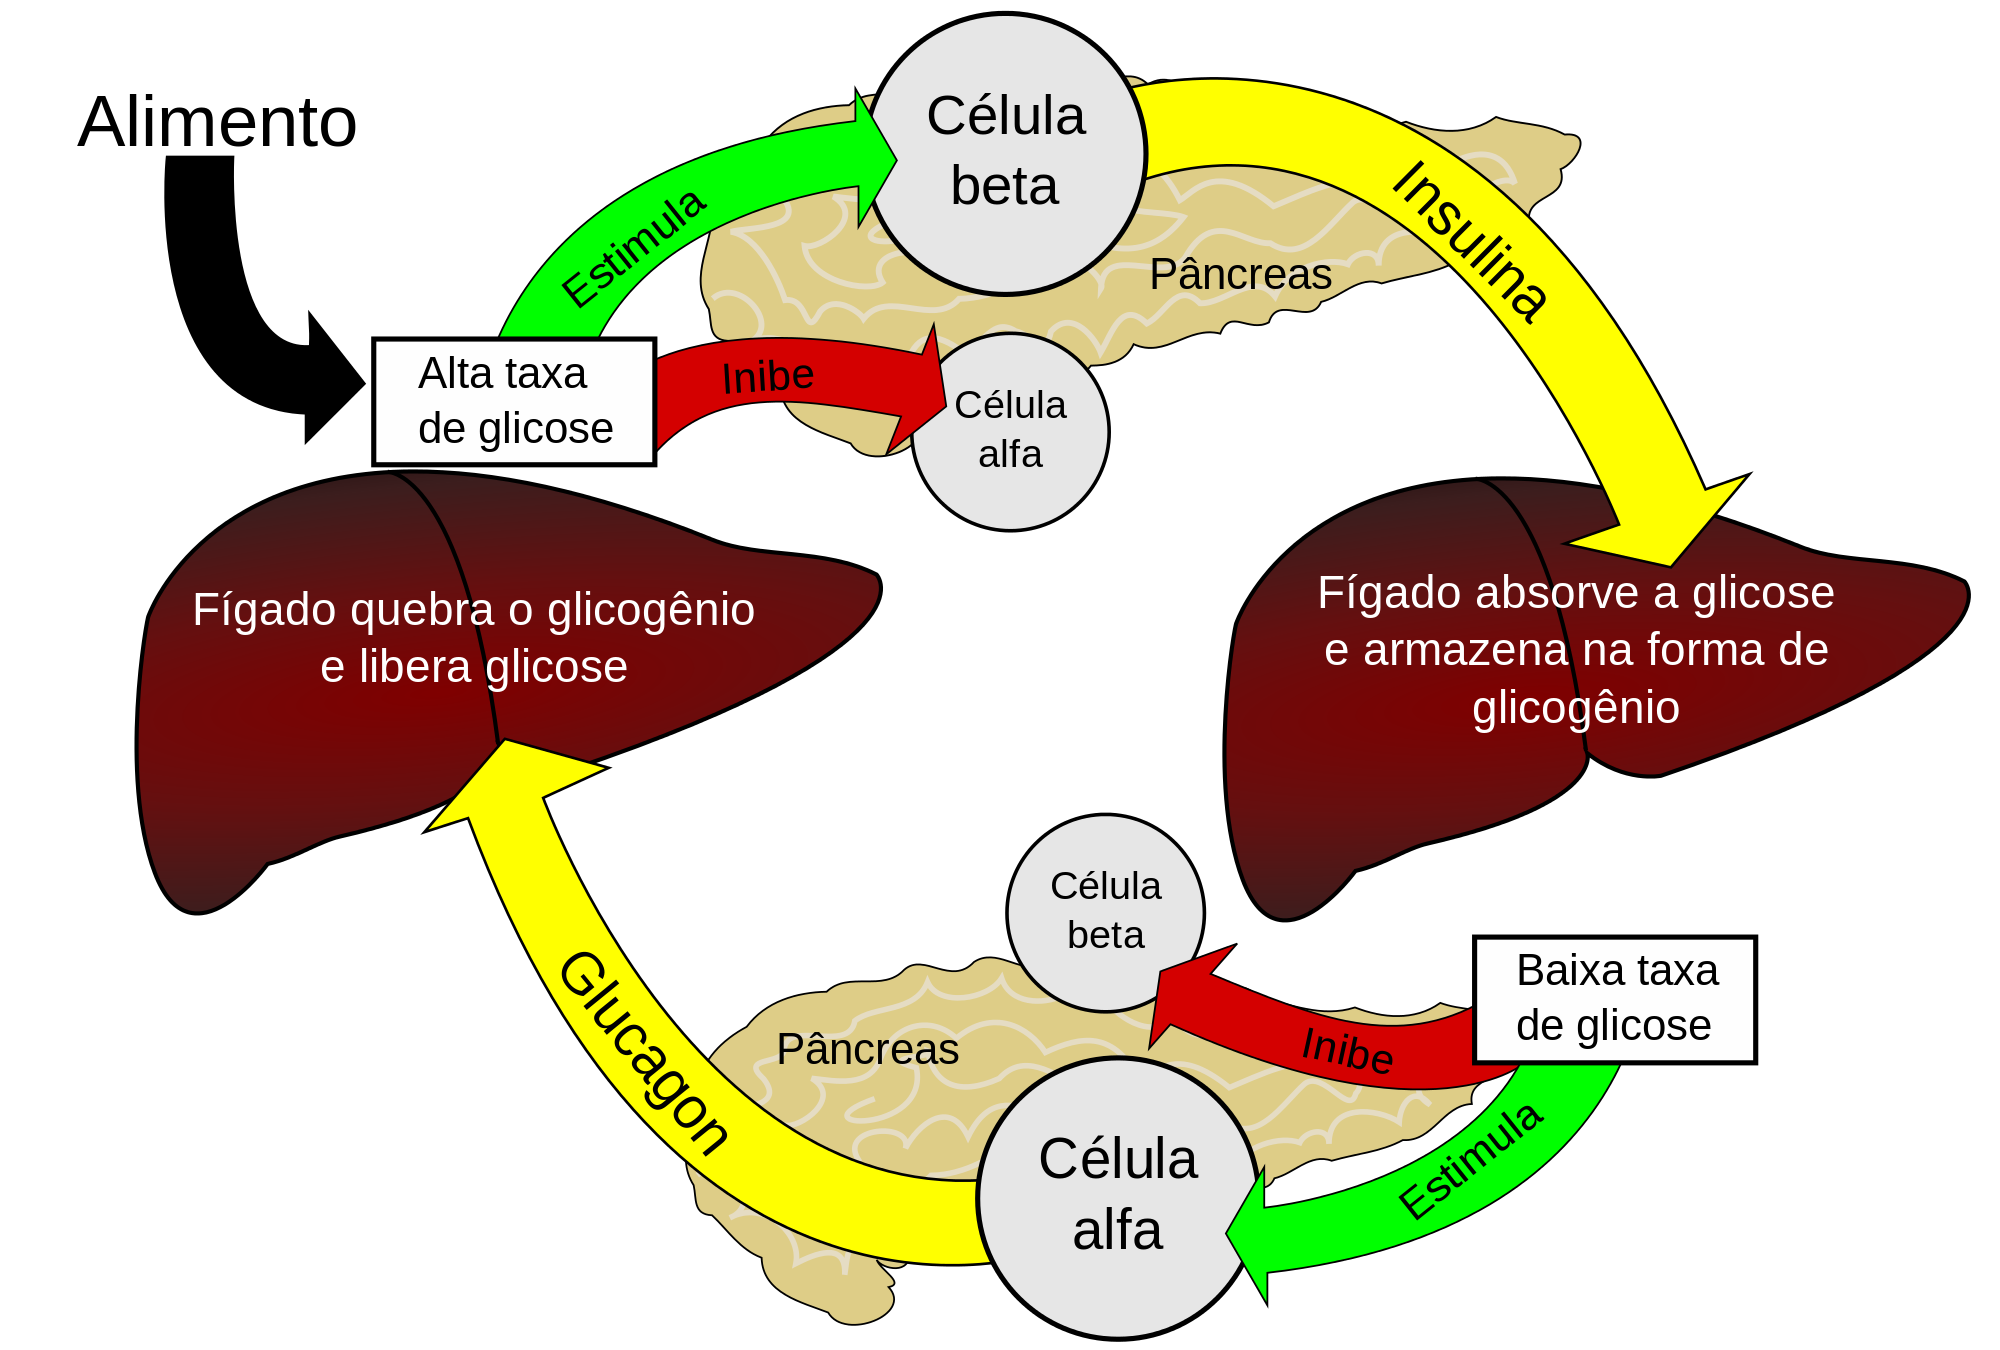 Alimento
Célula
beta
Estimula
Insulina
Pâncreas
Alta taxa
de glicose
Inibe
Célula
alfa
Fígado quebra o glicogênio
e libera glicose
Fígado absorve a glicose
e armazena na forma de
glicogênio
Célula
beta
Baixa taxa
de glicose
Inibe
Pâncreas
Glucagon
Estimula
Célula
alfa